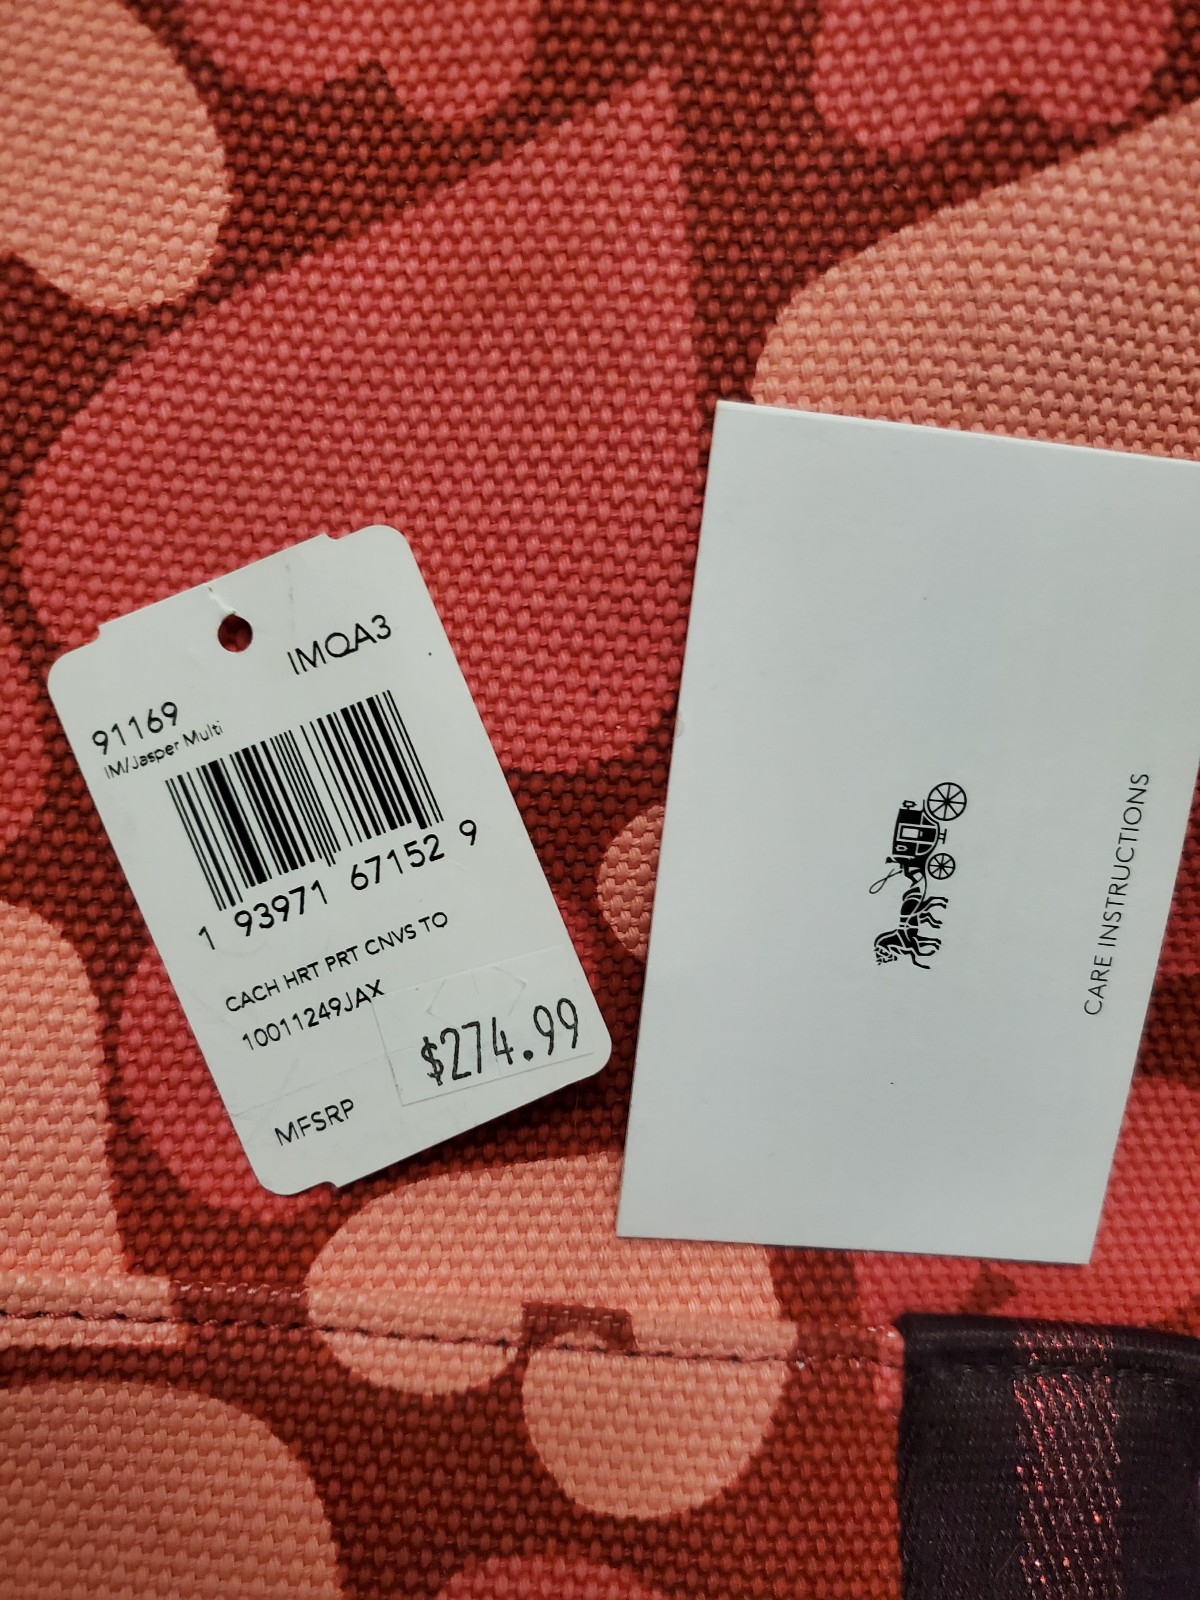 IMQA3
91169
IM/Jasper Multi
1 93971 67152 9
CACH HRT PRT CNVS TO
10011249JAX
$274.99
MFSRP
CARE INSTRUCTIONS